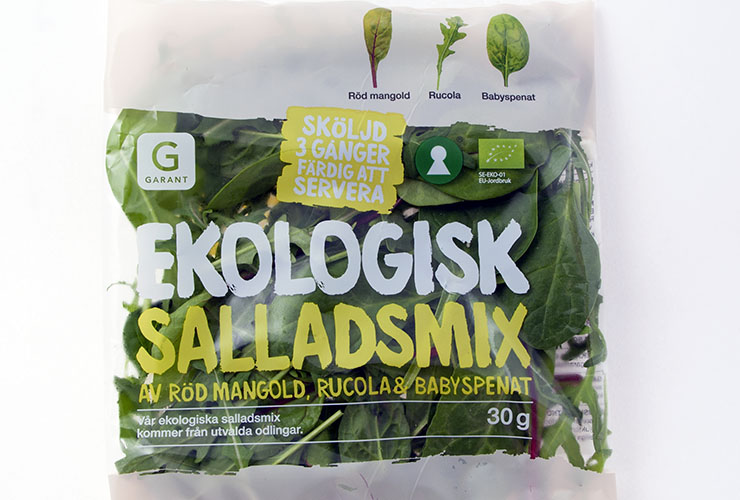 Röd mangold
Rucola
Babyspenat
SKÖLJD
3 GÅNGER
FÄRDIG ATT
SERVERA
G
GARANT
SE-EKO-01
EU-Jordbruk
EKOLOGISK
SALLADSMIX
AV RÖD MANGOLD, RUCOLA & BABYSPENAT
Vår ekologiska salladsmix
kommer från utvalda odlingar.
30 g